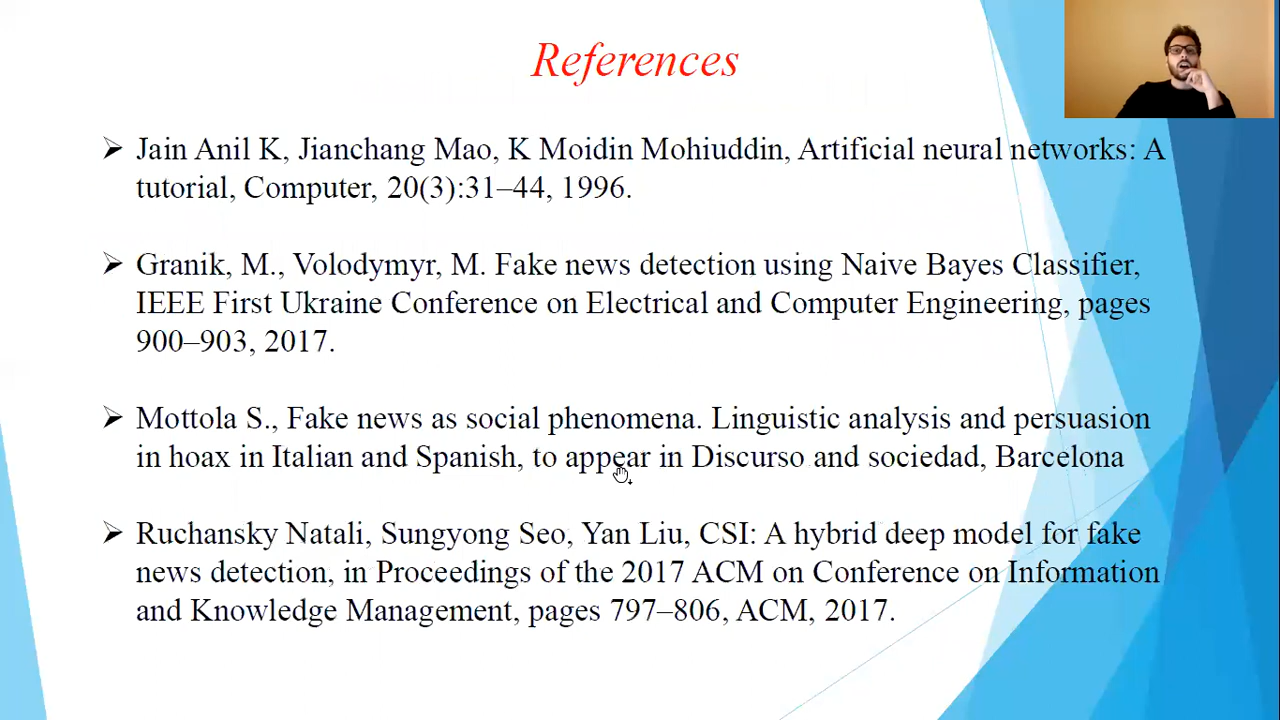 References
Jain Anil K, Jianchang Mao, K Moidin Mohiuddin, Artificial neural networks: A
tutorial, Computer, 20(3):31–44, 1996.
Granik, M., Volodymyr, M. Fake news detection using Naive Bayes Classifier,
IEEE First Ukraine Conference on Electrical and Computer Engineering, pages
900–903, 2017.
Mottola S., Fake news as social phenomena. Linguistic analysis and persuasion
in hoax in Italian and Spanish, to appear in Discurso and sociedad, Barcelona
Ruchansky Natali, Sungyong Seo, Yan Liu, CSI: A hybrid deep model for fake
news detection, in Proceedings of the 2017 ACM on Conference on Information
and Knowledge Management, pages 797–806, ACM, 2017.